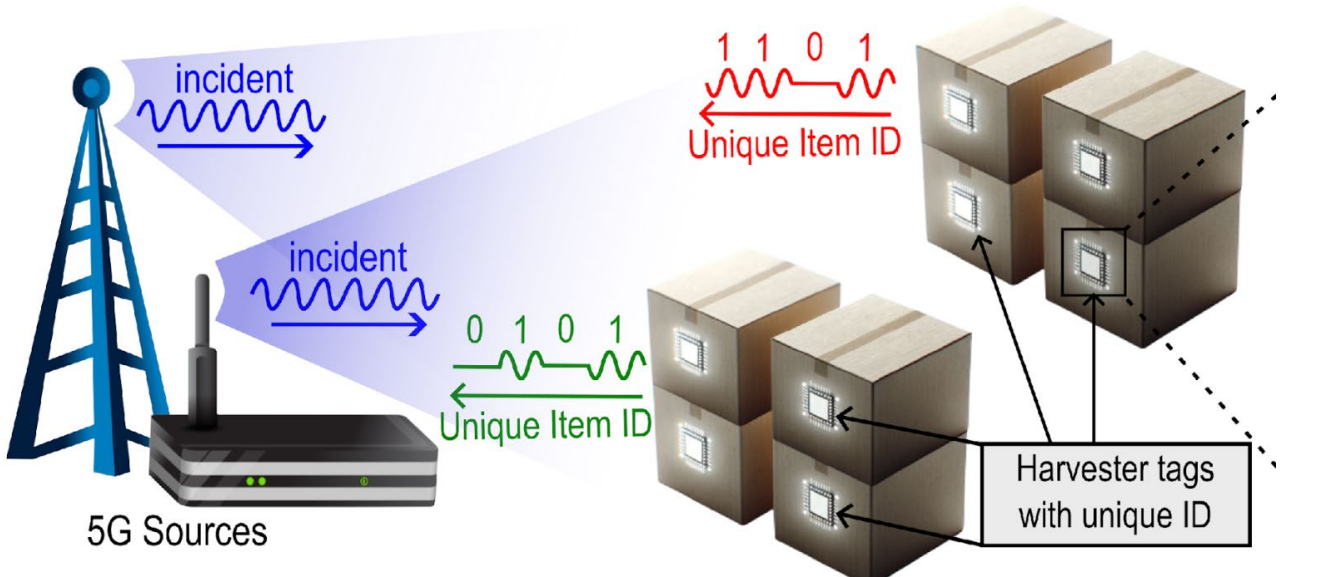 incident
1 1 0 1
Unique Item ID
incident
0 1 0 1
Unique Item ID
Harvester tags
with unique ID
5G Sources